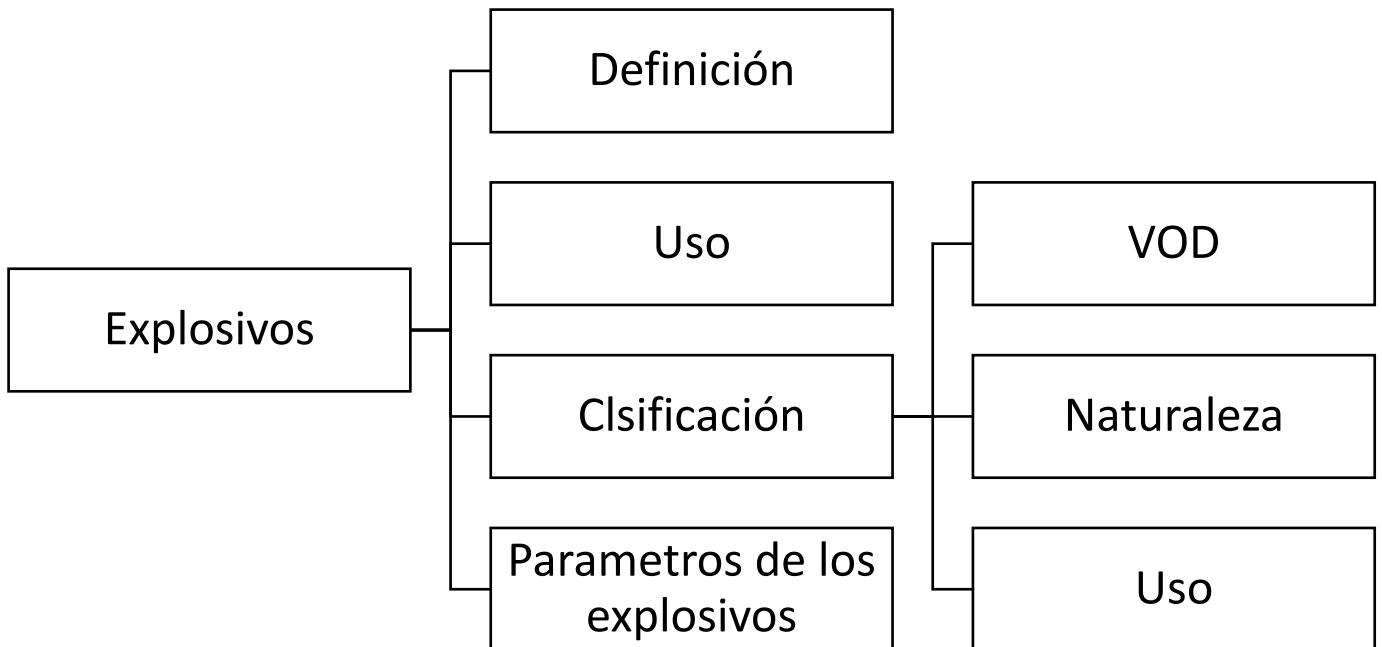 Explosivos
Definición
Uso
Clsificación
Parametros de los
explosivos
VOD
Naturaleza
Uso